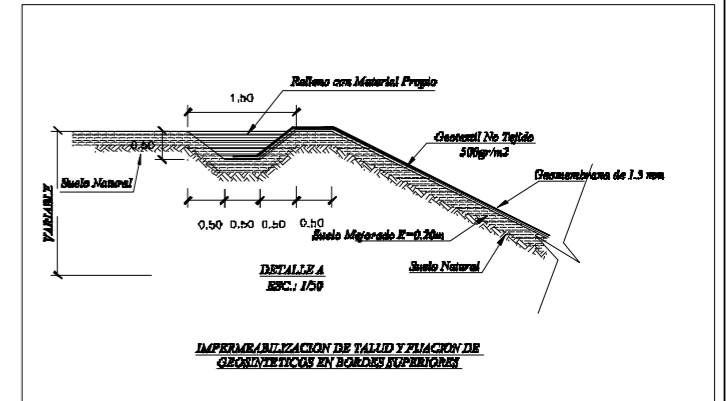 Relleno con Material Propio
1,50
Geotextil No Tejido
500gr/m2
0,60
Geomembrana de 1.5 mm
Suelo Natural
VARIABLE
0,50 0,50 0,50 0,50
Suelo Mejorado E=0.20m
Suelo Natural
DETALLE A
ESC.: 1/50
IMPERMEABILIZACION DE TALUD Y FIJACION DE
GEOSINTETICOS EN BORDES SUPERIORES